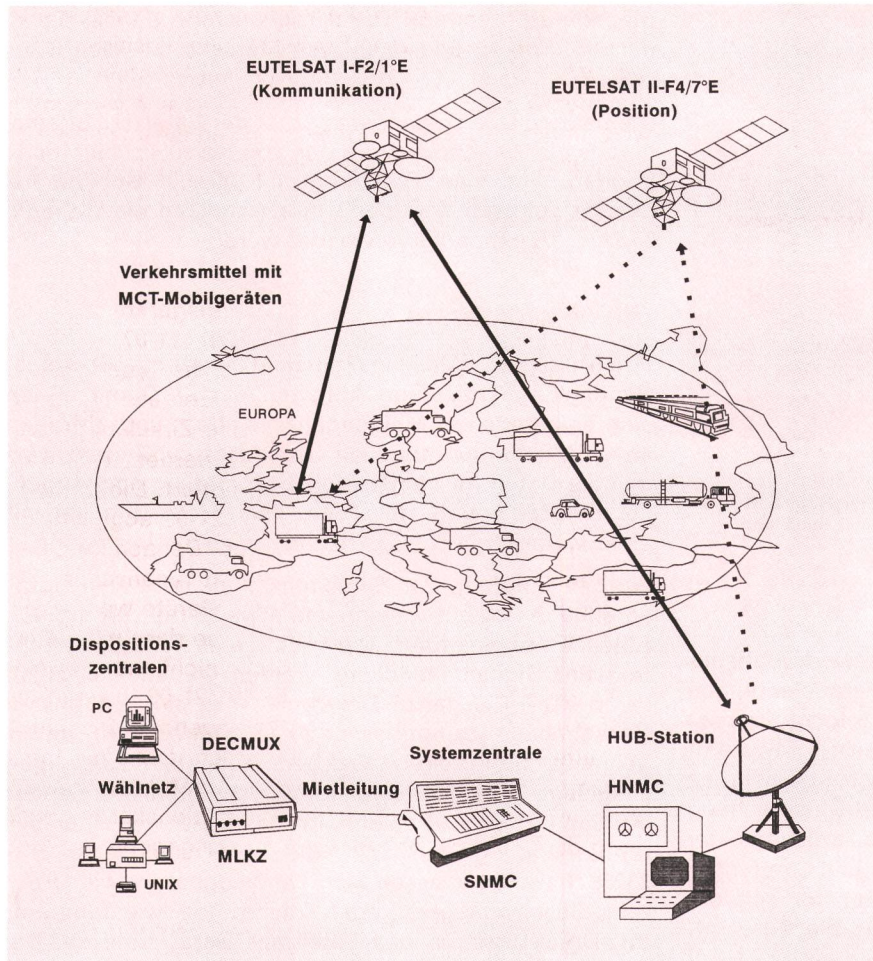 EUTELSAT I-F2/1°E
(Kommunikation)
EUTELSAT II-F4/7°E
(Position)
Verkehrsmittel mit
MCT-Mobilgeräten
EUROPA
Dispositions-
zentralen
PC
DECMUX
Wählnetz
Mietleitung
Systemzentrale
HUB-Station
HNMC
MLKZ
SNMC
UNIX